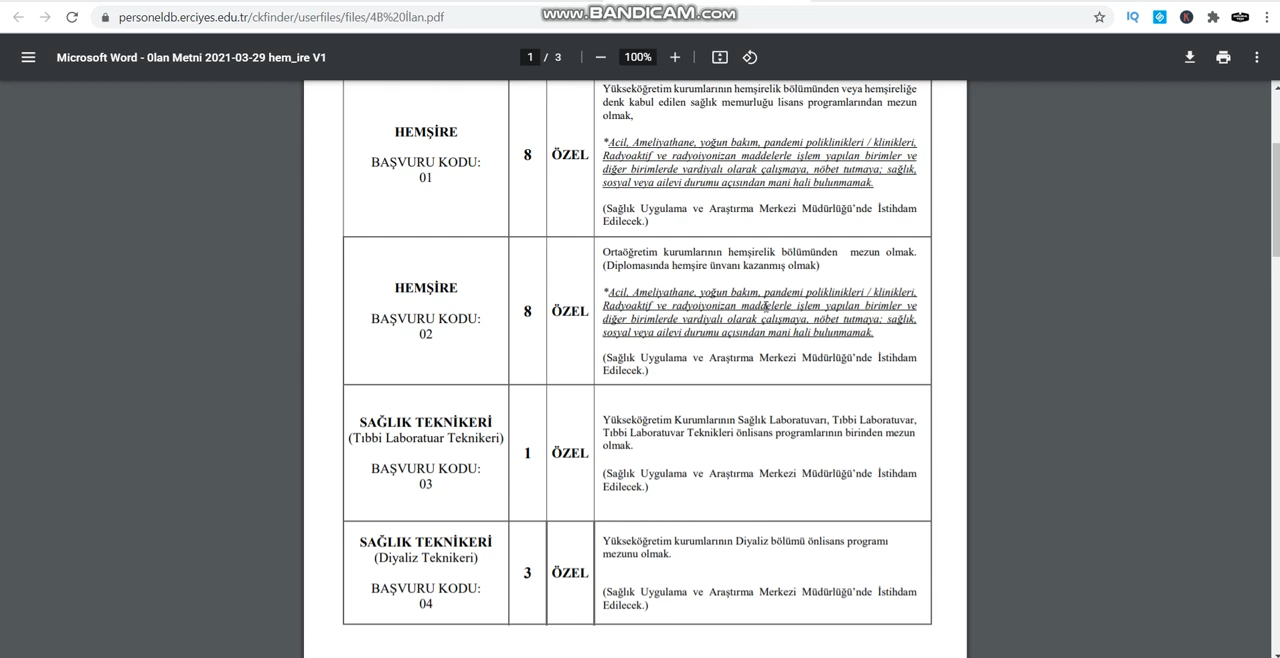 personeldb.erciyes.edu.tr/ckfinder/userfiles/files/4B%20İlan.pdf
www.BANDICAM.com
IQ
K
Microsoft Word - 0lan Metni 2021-03-29 hem_ire V1
1 / 3
100%
HEMŞİRE
BAŞVURU KODU:
01
8
ÖZEL
Yükseköğretim kurumlarının hemşirelik bölümünden veya hemşireliğe
denk kabul edilen sağlık memurluğu lisans programlarından mezun
olmak,
*Acil, Ameliyathane, yoğun bakım, pandemi poliklinikleri / klinikleri,
Radyoaktif ve radyoiyonizan maddelerle işlem yapılan birimler ve
diğer birimlerde vardiyalı olarak çalışmaya, nöbet tutmaya; sağlık,
sosyal veya ailevi durumu açısından mani hali bulunmamak.
(Sağlık Uygulama ve Araştırma Merkezi Müdürlüğü'nde İstihdam
Edilecek.)
HEMŞİRE
BAŞVURU KODU:
02
8
ÖZEL
Ortaöğretim kurumlarının hemşirelik bölümünden mezun olmak.
(Diplomasında hemşire ünvanı kazanmış olmak)
*Acil, Ameliyathane, yoğun bakım, pandemi poliklinikleri / klinikleri,
Radyoaktif ve radyoiyonizan maddelerle işlem yapılan birimler ve
diğer birimlerde vardiyalı olarak çalışmaya, nöbet tutmaya; sağlık,
sosyal veya ailevi durumu açısından mani hali bulunmamak.
(Sağlık Uygulama ve Araştırma Merkezi Müdürlüğü'nde İstihdam
Edilecek.)
SAĞLIK TEKNİKERİ
(Tıbbi Laboratuar Teknikeri)
BAŞVURU KODU:
03
1
ÖZEL
Yükseköğretim Kurumlarının Sağlık Laboratuvarı, Tıbbi Laboratuvar,
Tıbbi Laboratuvar Teknikleri önlisans programlarının birinden mezun
olmak.
(Sağlık Uygulama ve Araştırma Merkezi Müdürlüğü'nde İstihdam
Edilecek.)
SAĞLIK TEKNİKERİ
(Diyaliz Teknikeri)
BAŞVURU KODU:
04
3
ÖZEL
Yükseköğretim kurumlarının Diyaliz bölümü önlisans programı
mezunu olmak.
(Sağlık Uygulama ve Araştırma Merkezi Müdürlüğü'nde İstihdam
Edilecek.)